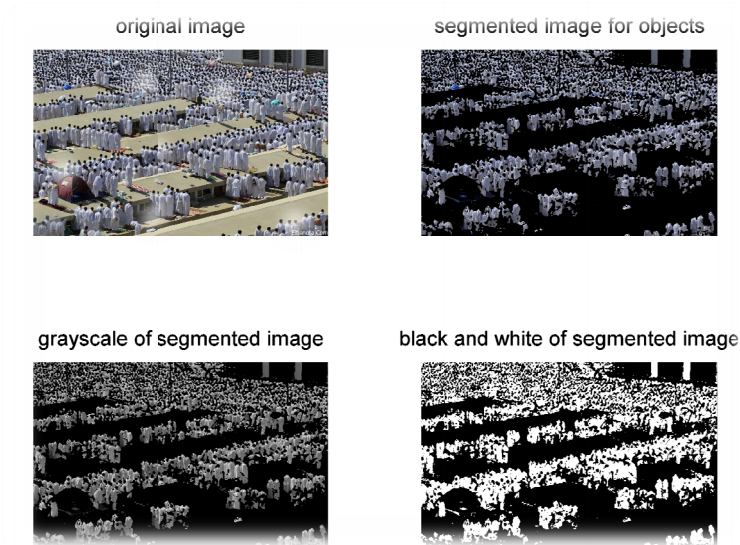 original image
segmented image for objects
grayscale of segmented image
black and white of segmented image